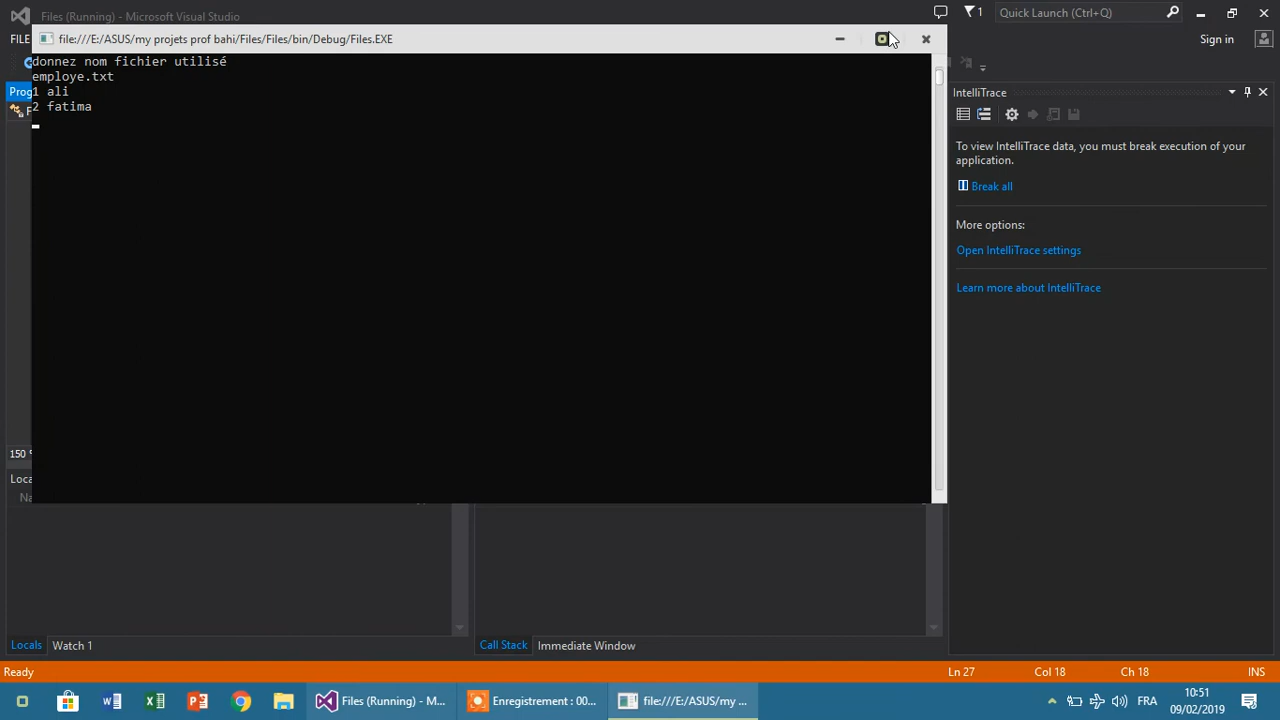 Files (Running) - Microsoft Visual Studio
1
Quick Launch (Ctrl+Q)
FILE
file:///E:/ASUS/my projets prof bahi/Files/Files/bin/Debug/Files.EXE
Sign in
donnez nom fichier utilisé
employe.txt
1 ali
2 fatima
Prog
F
IntelliTrace
To view IntelliTrace data, you must break execution of your
application.
Break all
More options:
Open IntelliTrace settings
Learn more about IntelliTrace
150
Loca
Na
Locals
Watch 1
Call Stack
Immediate Window
Ready
Ln 27
Col 18
Ch 18
INS
Files (Running) - M...
Enregistrement : 00...
file:///E:/ASUS/my ...
FRA
10:51
09/02/2019